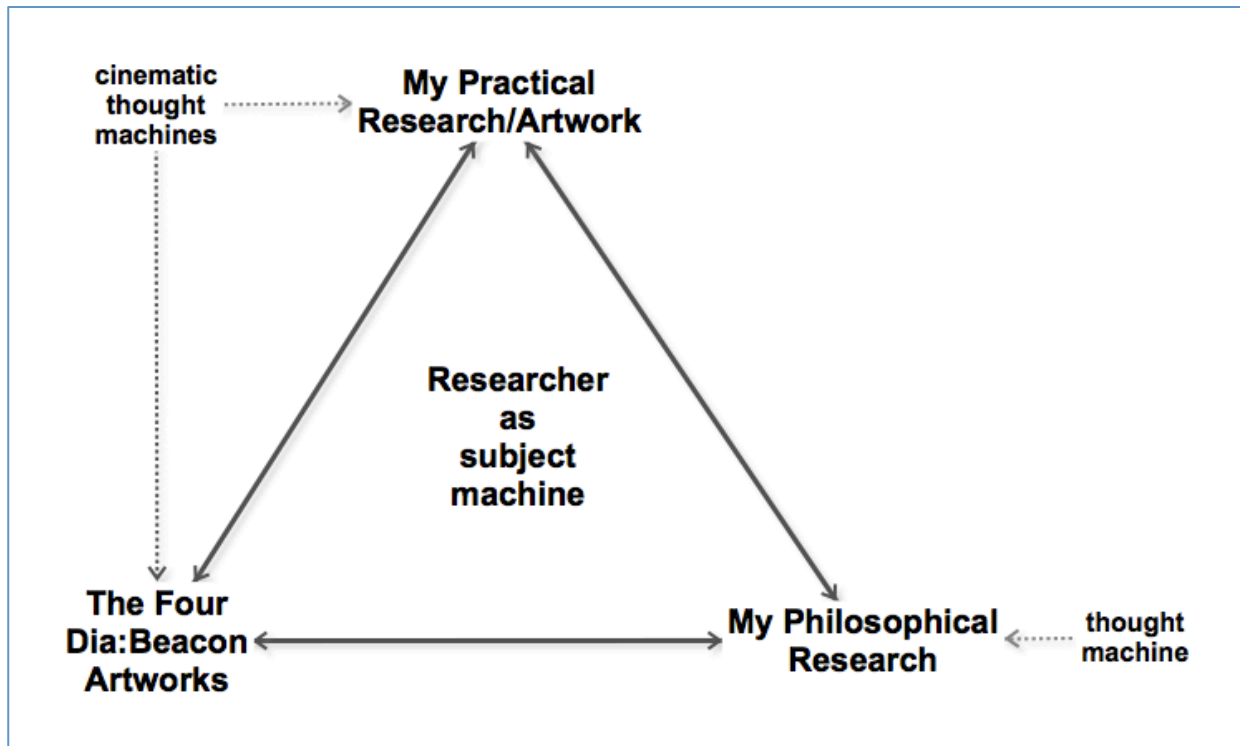 cinematic
thought
machines
My Practical
Research/Artwork
Researcher
as
subject
machine
The Four
Dia:Beacon
Artworks
My Philosophical
Research
thought
machine